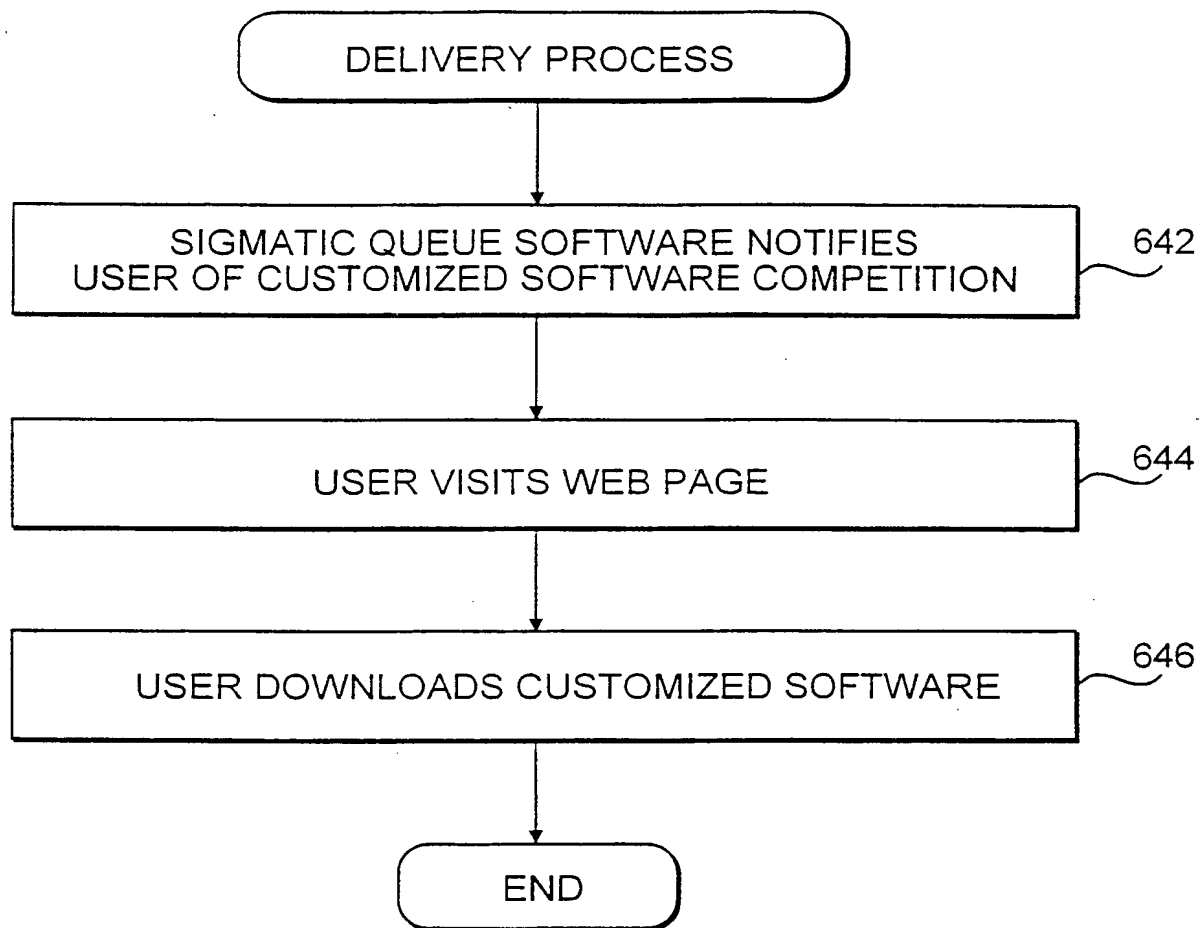 DELIVERY PROCESS
SIGMATIC QUEUE SOFTWARE NOTIFIES
USER OF CUSTOMIZED SOFTWARE COMPETITION
642
USER VISITS WEB PAGE
644
USER DOWNLOADS CUSTOMIZED SOFTWARE
646
END